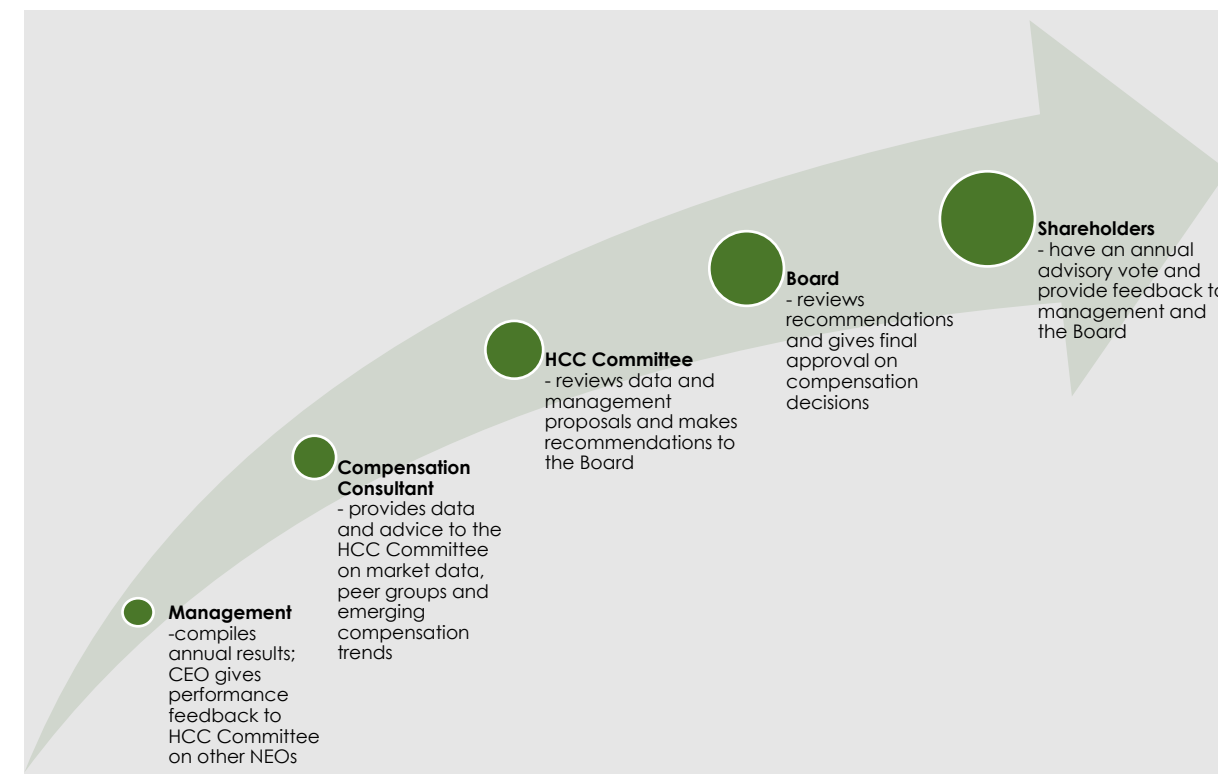 Management
-compiles
annual results;
CEO gives
performance
feedback to
HCC Committee
on other NEOs
Compensation
Consultant
- provides data
and advice to the
HCC Committee
on market data,
peer groups and
emerging
compensation
trends
HCC Committee
- reviews data and
management
proposals and makes
recommendations to
the Board
Board
- reviews
recommendations
and gives final
approval on
compensation
decisions
Shareholders
- have an annual
advisory vote and
provide feedback to
management and
the Board